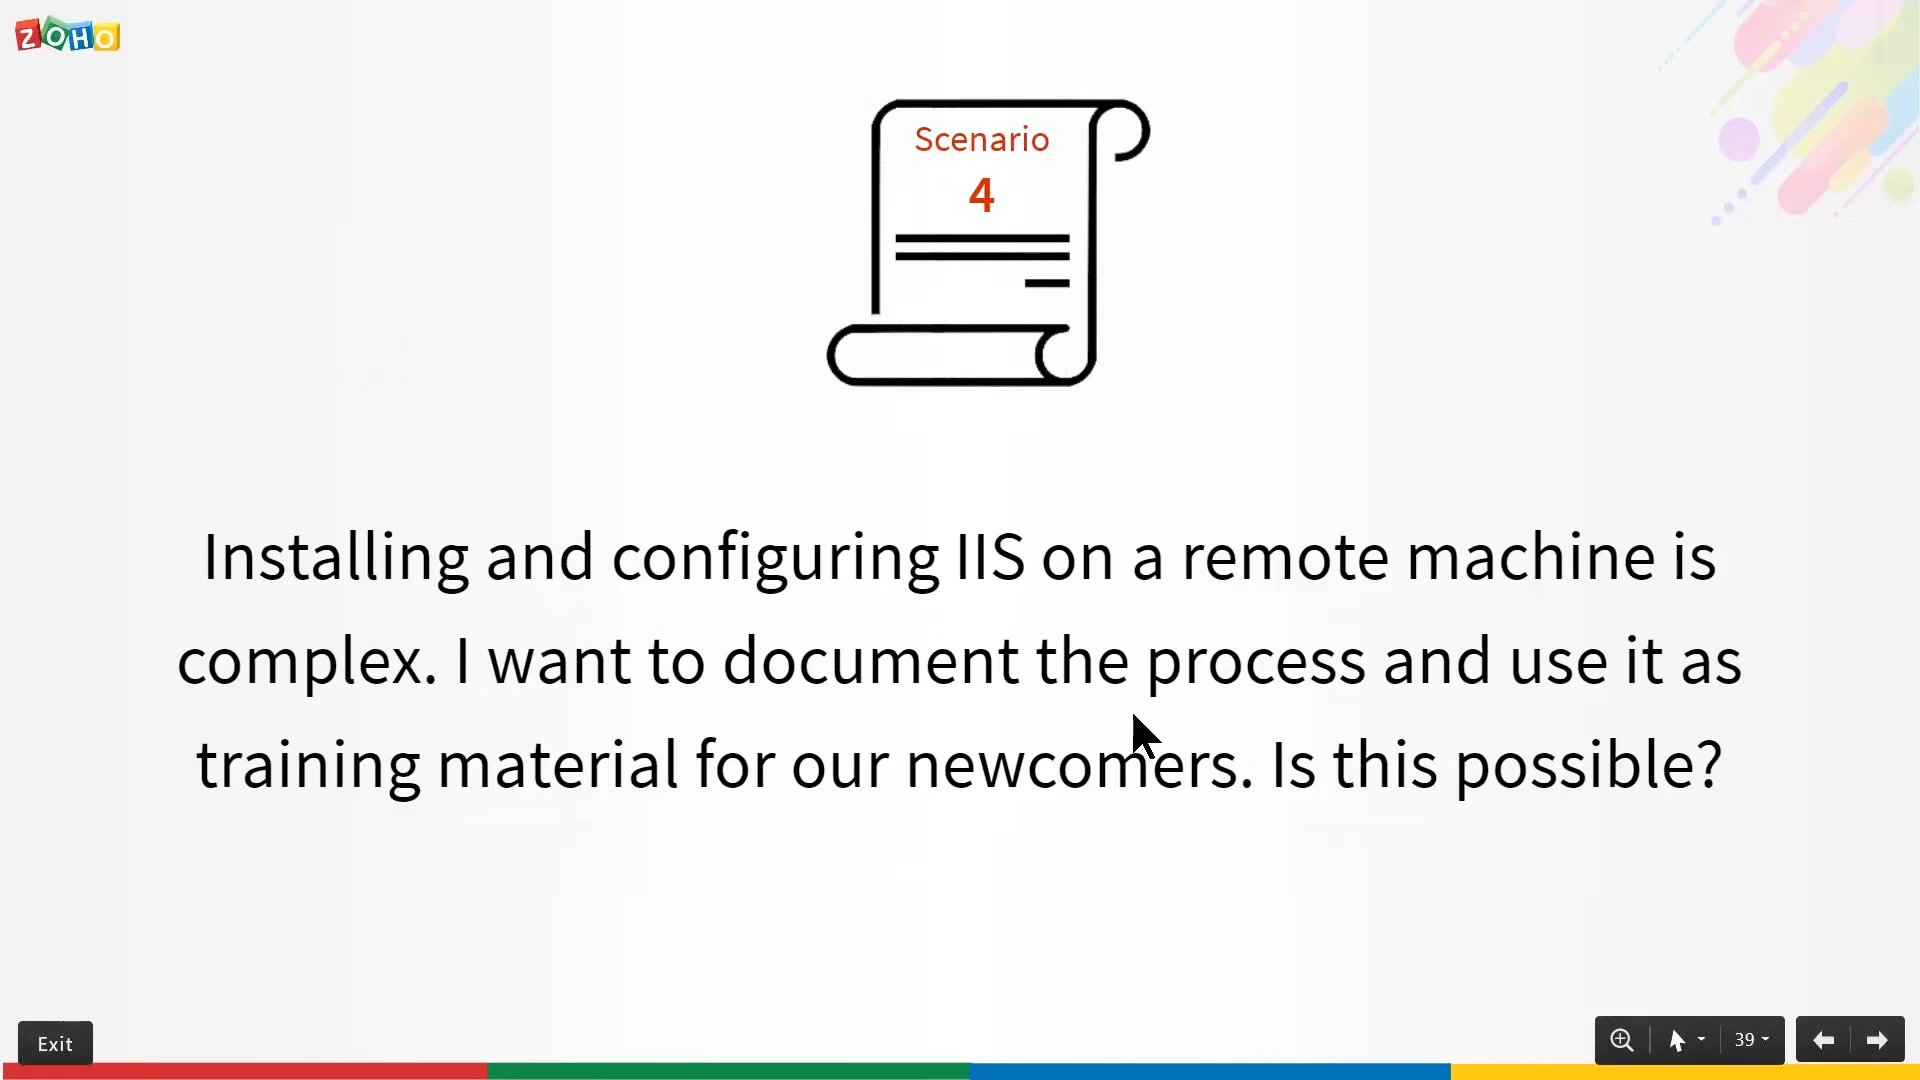 ZOHO
Scenario
4
Installing and configuring IIS on a remote machine is
complex. I want to document the process and use it as
training material for our newcomers. Is this possible?
Exit
39